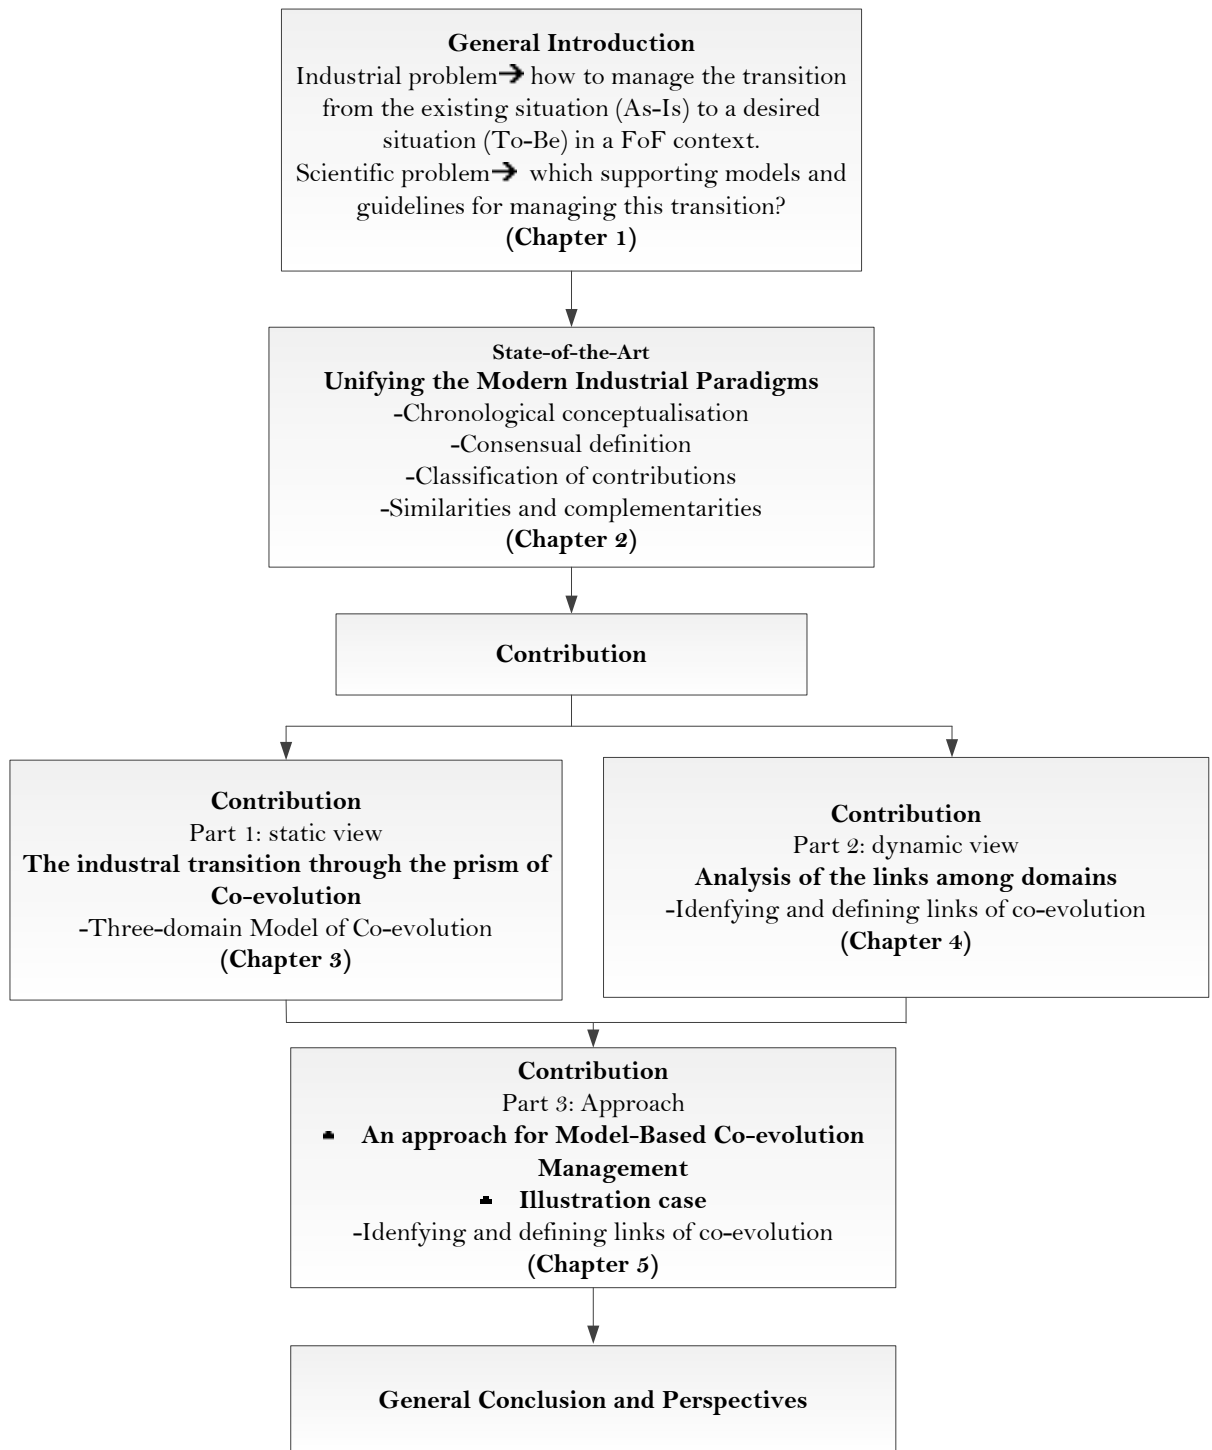 General Introduction
Industrial problem➔ how to manage the transition
from the existing situation (As-Is) to a desired
situation (To-Be) in a FoF context.
Scientific problem➔ which supporting models and
guidelines for managing this transition?
(Chapter 1)
State-of-the-Art
Unifying the Modern Industrial Paradigms
-Chronological conceptualisation
-Consensual definition
-Classification of contributions
-Similarities and complementarities
(Chapter 2)
Contribution
Contribution
Part 1: static view
The industral transition through the prism of
Co-evolution
-Three-domain Model of Co-evolution
(Chapter 3)
Contribution
Part 2: dynamic view
Analysis of the links among domains
-Idenfying and defining links of co-evolution
(Chapter 4)
Contribution
Part 3: Approach
An approach for Model-Based Co-evolution
Management
Illustration case
-Idenfying and defining links of co-evolution
(Chapter 5)
General Conclusion and Perspectives